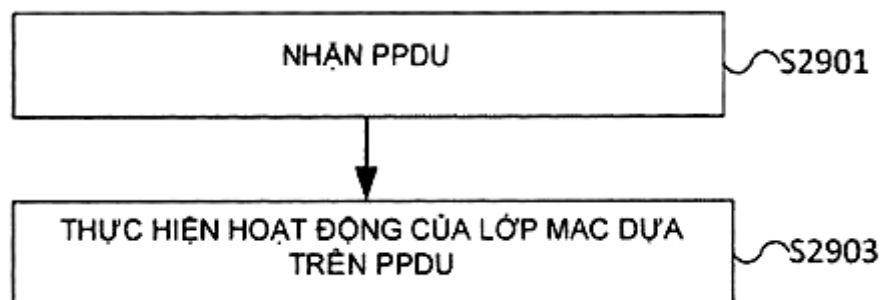 NHẬN PPDU
S2901
THỰC HIỆN HOẠT ĐỘNG CỦA LỚP MAC DỰA
TRÊN PPDU
S2903